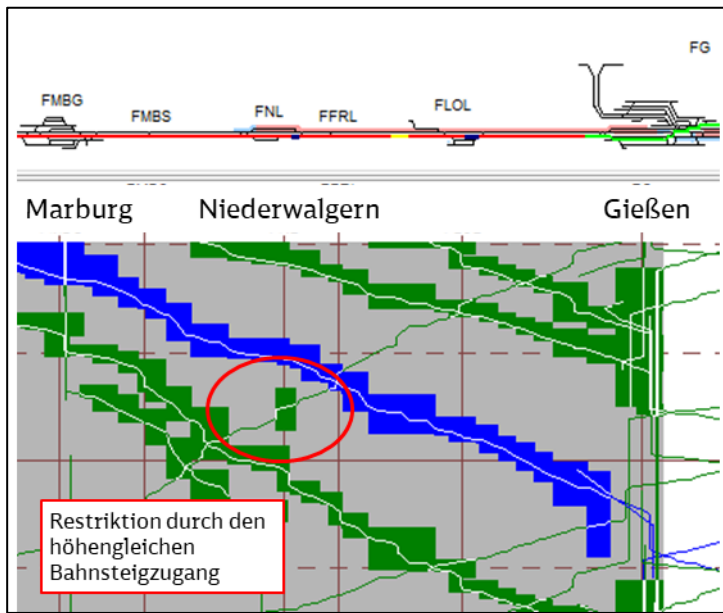 FG
FMBG
FMBS
FNL
FFRL
FLOL
Marburg
Niederwalgern
Gießen
Restriktion durch den
höhengleichen
Bahnsteigzugang